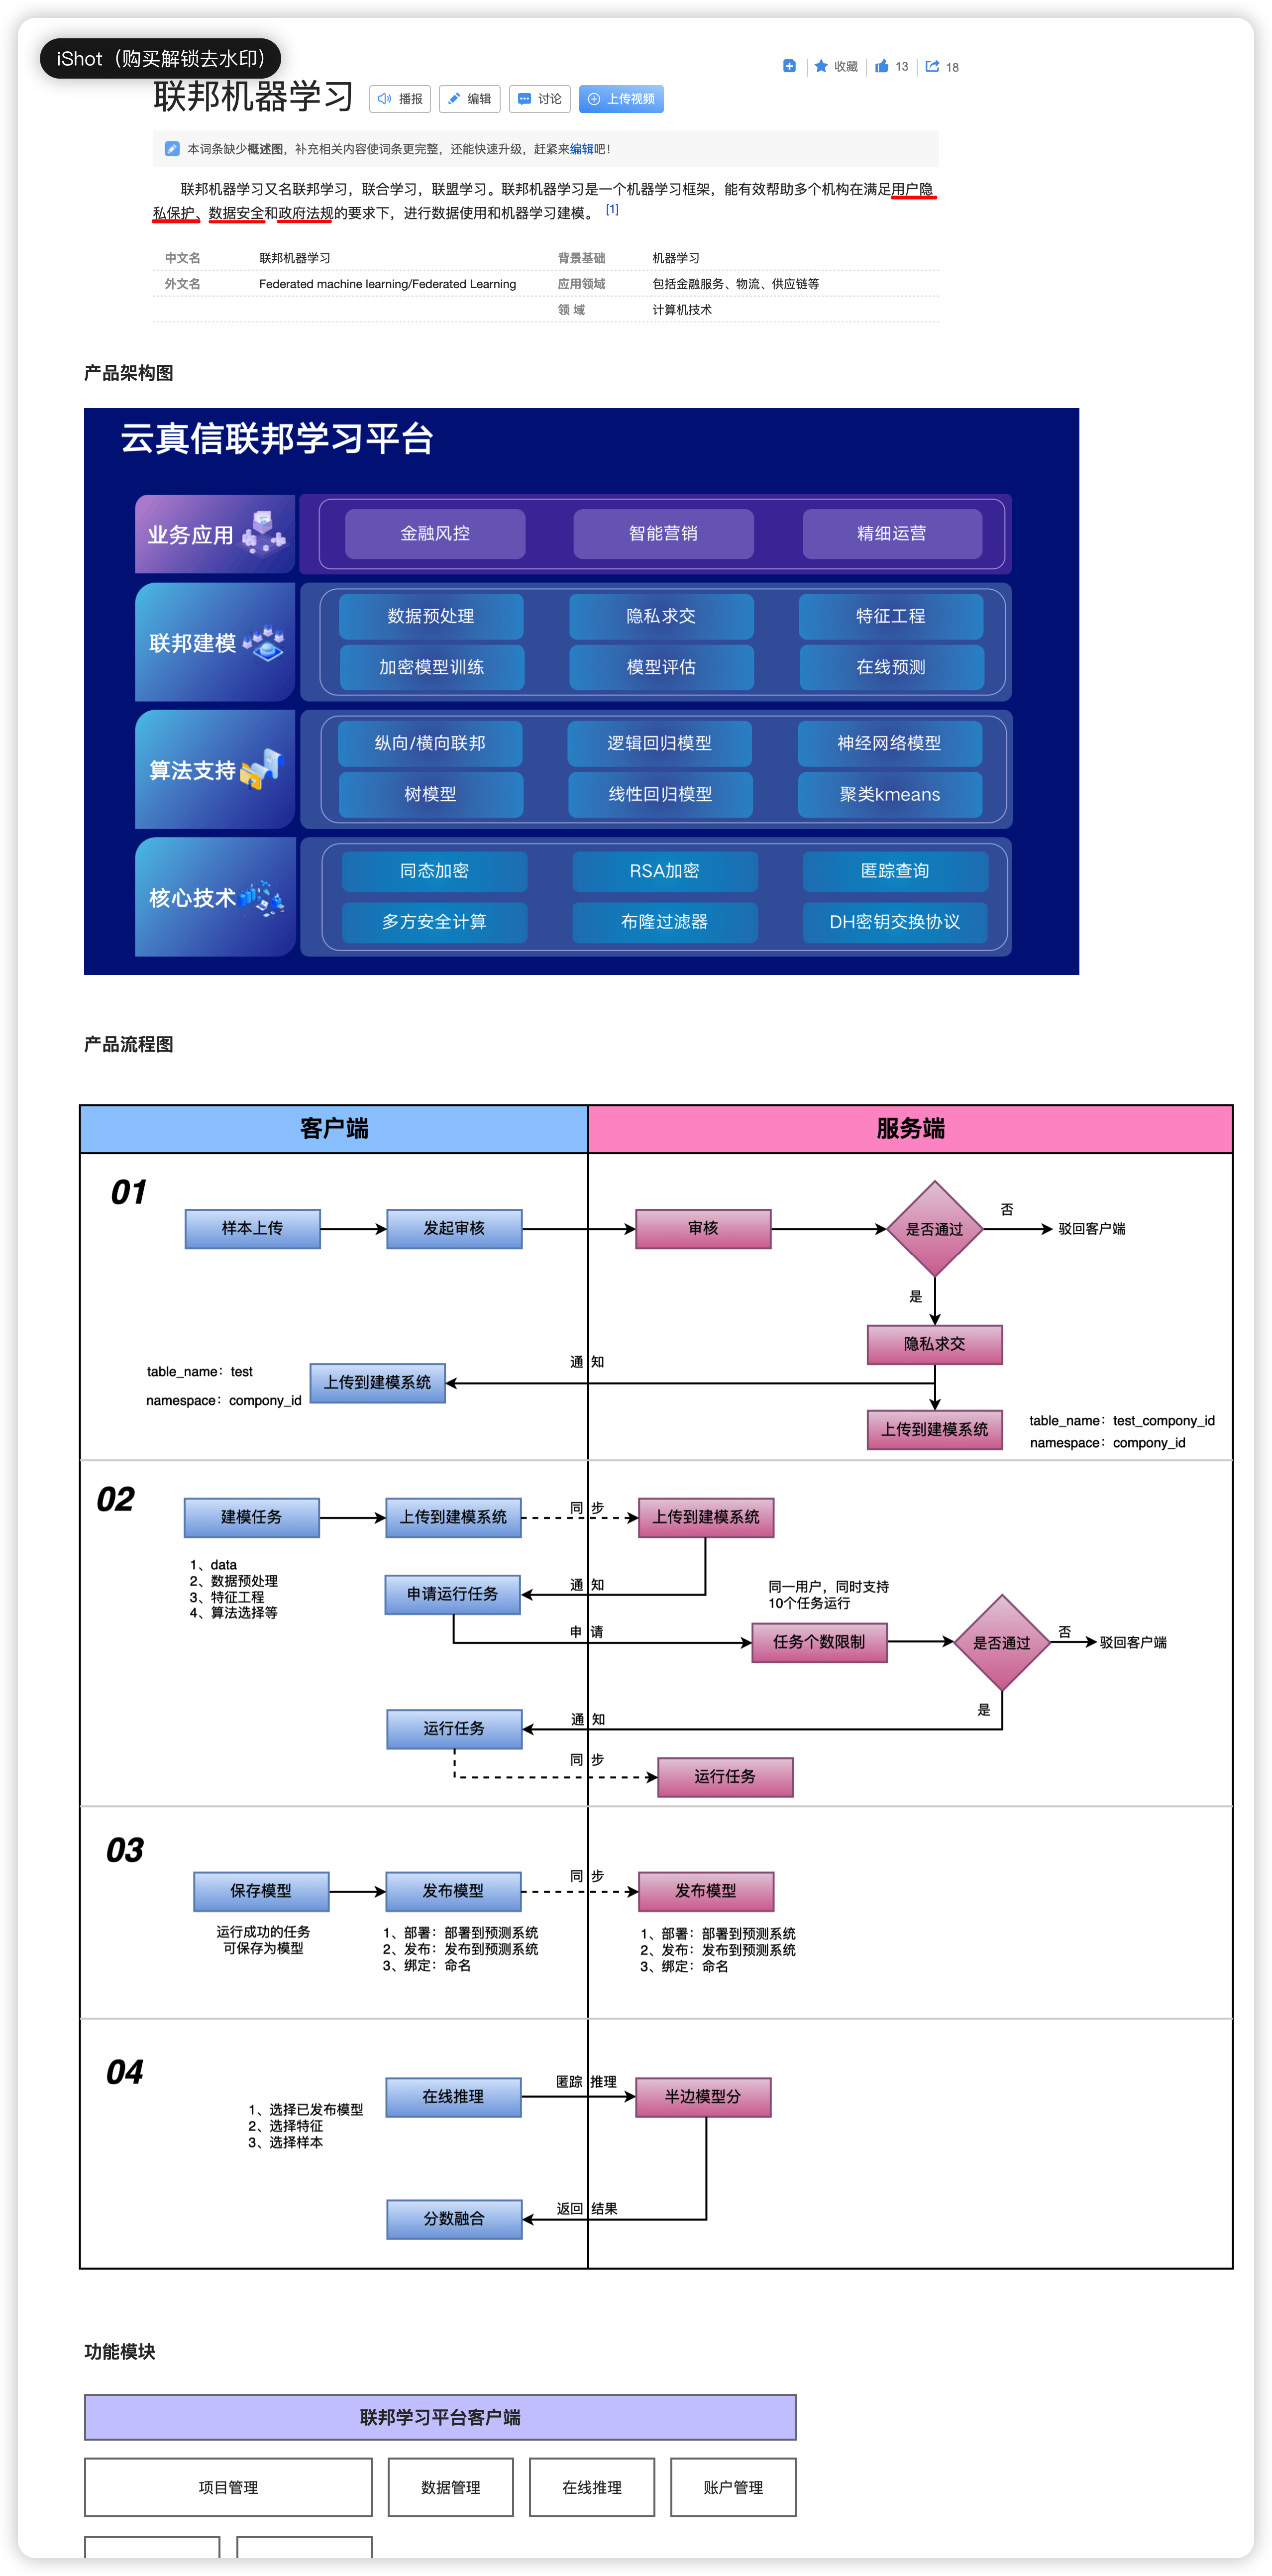 iShot（购买解锁去水印）
收藏 13 18
联邦机器学习 播报 编辑 讨论 上传视频
本词条缺少概述图，补充相关内容使词条更完整，还能快速升级，赶紧来编辑吧！
联邦机器学习又名联邦学习，联合学习，联盟学习。联邦机器学习是一个机器学习框架，能有效帮助多个机构在满足用户隐
私保护、数据安全和政府法规的要求下，进行数据使用和机器学习建模。 [1]
中文名 联邦机器学习 背景基础 机器学习
外文名 Federated machine learning/Federated Learning 应用领域 包括金融服务、物流、供应链等
领 域 计算机技术
产品架构图
云真信联邦学习平台
业务应用 金融风控 智能营销 精细运营
联邦建模
数据预处理 隐私求交 特征工程
加密模型训练 模型评估 在线预测
算法支持
纵向/横向联邦 逻辑回归模型 神经网络模型
树模型 线性回归模型 聚类kmeans
核心技术
同态加密 RSA加密 匿踪查询
多方安全计算 布隆过滤器 DH密钥交换协议
产品流程图
客户端 服务端
01
样本上传 发起审核 审核 是否通过 否 驳回客户端
是
隐私求交
通 知
table_name：test
namespace：compony_id
上传到建模系统
上传到建模系统
table_name：test_compony_id
namespace：compony_id
02
建模任务 上传到建模系统 同 步 上传到建模系统
1、data
2、数据预处理
3、特征工程
4、算法选择等
申请运行任务 通 知
同一用户，同时支持
10个任务运行
申 请 任务个数限制 是否通过 否 驳回客户端
是
运行任务 通 知
同 步 运行任务
03
保存模型 发布模型 同 步 发布模型
运行成功的任务
可保存为模型
1、部署：部署到预测系统
2、发布：发布到预测系统
3、绑定：命名
1、部署：部署到预测系统
2、发布：发布到预测系统
3、绑定：命名
04
在线推理 匿踪 推理 半边模型分
1、选择已发布模型
2、选择特征
3、选择样本
分数融合 返回 结果
功能模块
联邦学习平台客户端
项目管理 数据管理 在线推理 账户管理